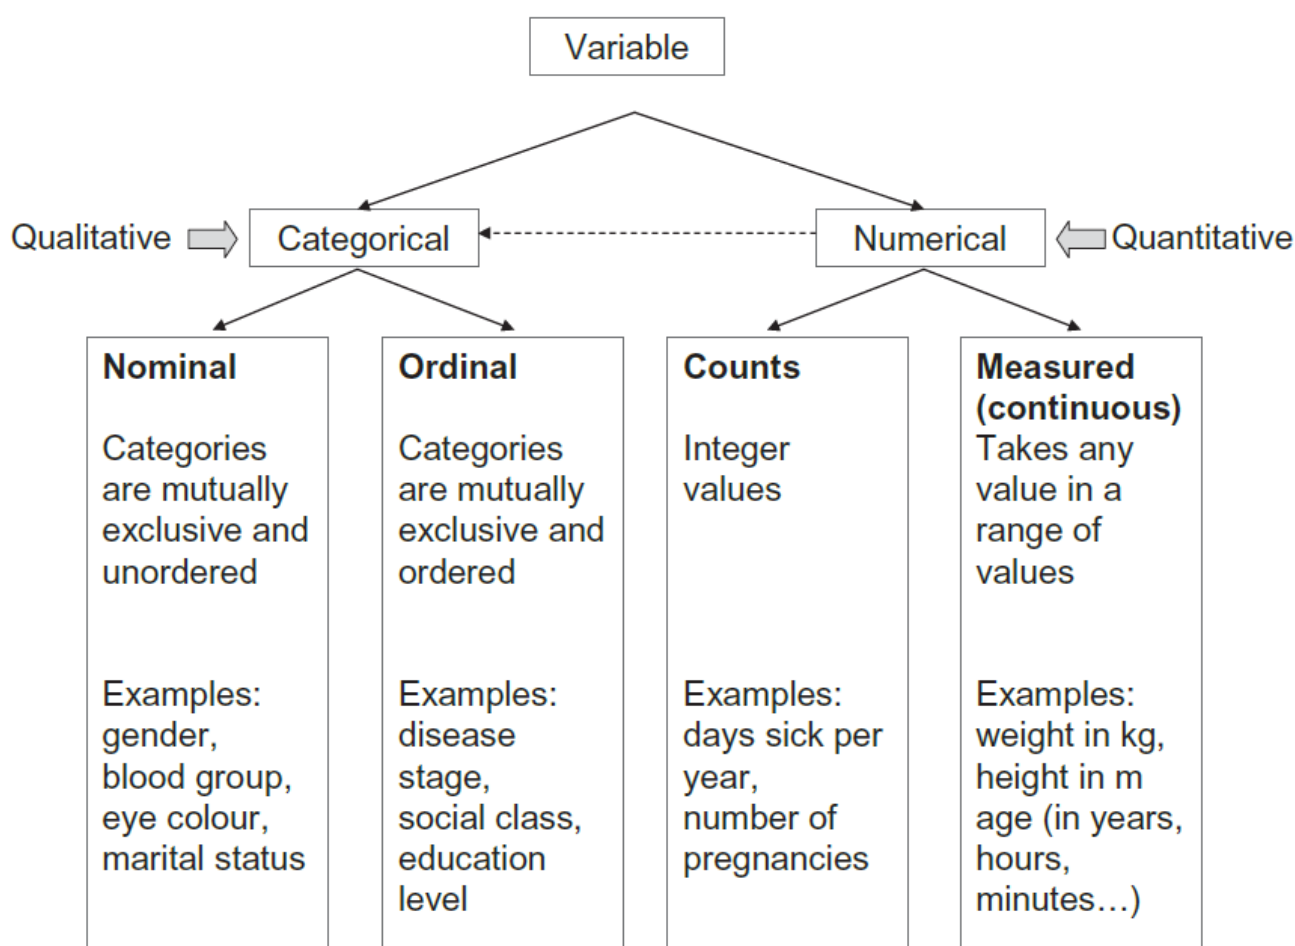 Variable
Qualitative
Categorical
Numerical
Quantitative
Nominal
Categories
are mutually
exclusive and
unordered
Examples:
gender,
blood group,
eye colour,
marital status
Ordinal
Categories
are mutually
exclusive and
ordered
Examples:
disease
stage,
social class,
education
level
Counts
Integer
values
Examples:
days sick per
year,
number of
pregnancies
Measured
(continuous)
Takes any
value in a
range of
values
Examples:
weight in kg,
height in m
age (in years,
hours,
minutes…)